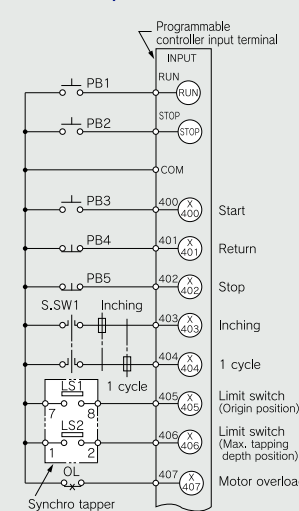 Programmable
controller input terminal
INPUT
RUN
PB1
RUN
STOP
PB2
STOP
COM
PB3
400
X
400
Start
PB4
401
X
401
Return
PB5
402
X
402
Stop
S.SW1
Inching
403
X
403
Inching
404
X
404
1 cycle
1 cycle
LS1
7
8
405
X
405
Limit switch
(Origin position)
LS2
1
2
406
X
406
Limit switch
(Max. tapping
depth position)
OL
407
X
407
Motor overloa
Synchro tapper